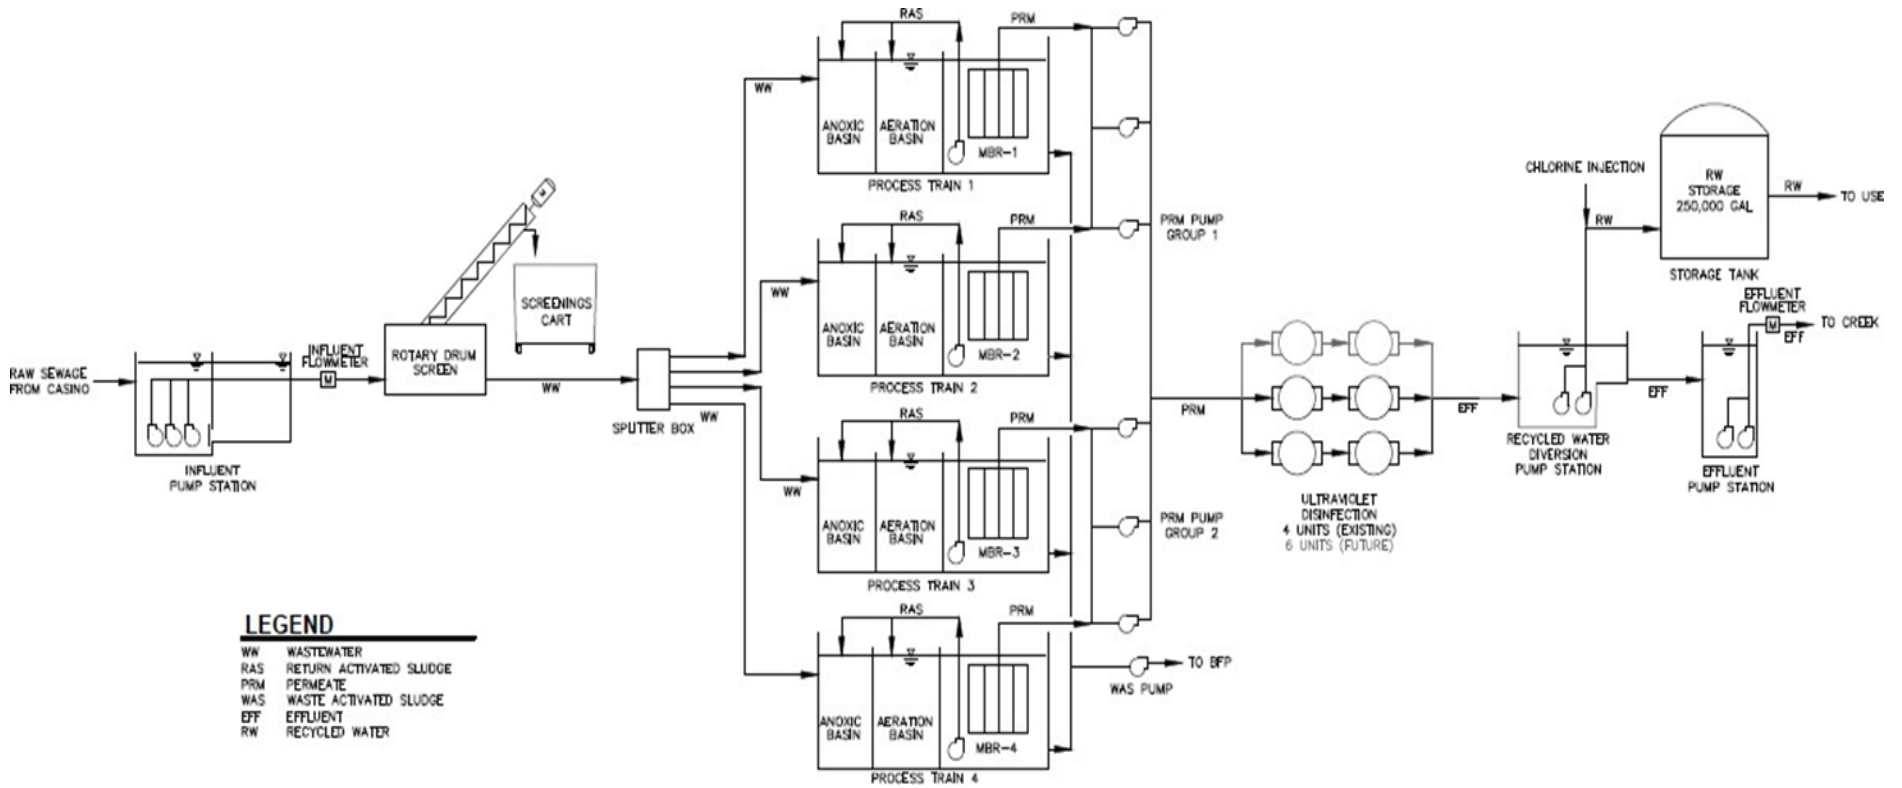 RAW SEWAGE
FROM CASINO
INFLUENT
PUMP STATION
INFLUENT
FLOWMETER
M
ROTARY DRUM
SCREEN
M
SCREENINGS
CART
WW
SPLITTER BOX
WW
WW
WW
WW
RAS
PRM
ANOXIC
BASIN
AERATION
BASIN
MBR-1
PROCESS TRAIN 1
RAS
PRM
ANOXIC
BASIN
AERATION
BASIN
MBR-2
PROCESS TRAIN 2
RAS
PRM
ANOXIC
BASIN
AERATION
BASIN
MBR-3
PROCESS TRAIN 3
RAS
PRM
ANOXIC
BASIN
AERATION
BASIN
MBR-4
PROCESS TRAIN 4
PRM PUMP
GROUP 1
PRM PUMP
GROUP 2
TO BFP
WAS PUMP
PRM
ULTRAVIOLET
DISINFECTION
4 UNITS (EXISTING)
6 UNITS (FUTURE)
EFF
CHLORINE INJECTION
RW
RW
STORAGE
250,000 GAL
RW
TO USE
STORAGE TANK
RECYCLED WATER
DIVERSION
PUMP STATION
EFF
EFFLUENT
FLOWMETER
M
EFF
TO CREEK
EFFLUENT
PUMP STATION
LEGEND
WW WASTEWATER
RAS RETURN ACTIVATED SLUDGE
PRM PERMEATE
WAS WASTE ACTIVATED SLUDGE
EFF EFFLUENT
RW RECYCLED WATER